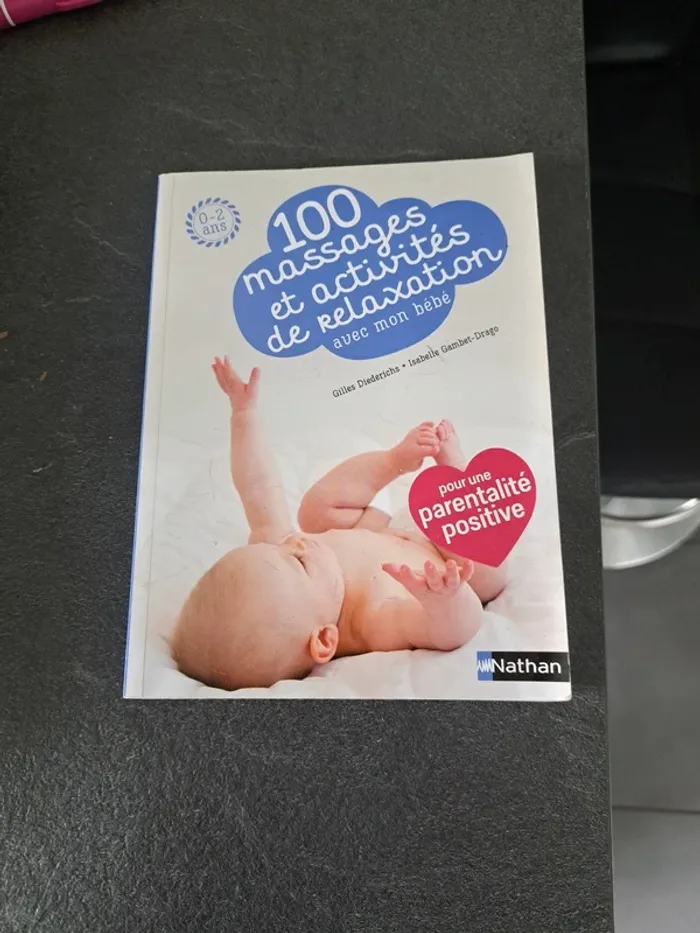 0-2
ans
100
massages
et activités
de relaxation
avec mon bébé
Gilles Diederichs • Isabelle Gambet-Drago
pour une
parentalité
positive
Nathan